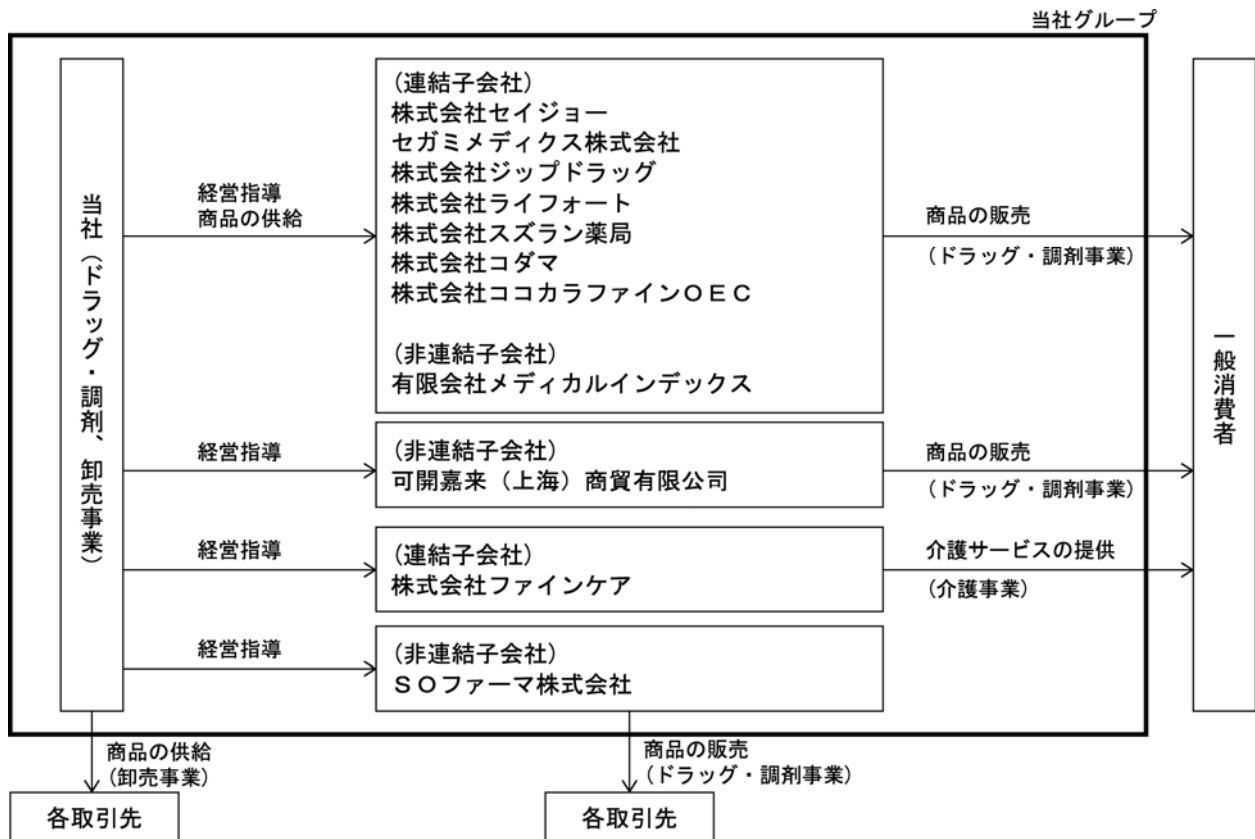 当社グループ
当社(ドラッグ・調剤、卸売事業)
経営指導
商品の供給
(連結子会社)
株式会社セイジョー
セガミメディクス株式会社
株式会社ジップドラッグ
株式会社ライフォート
株式会社スズラン薬局
株式会社コダマ
株式会社ココカラファインOEC
(非連結子会社)
有限会社メディカルインデックス
商品の販売
(ドラッグ・調剤事業)
一般消費者
経営指導
(非連結子会社)
可開嘉来(上海)商貿有限公司
商品の販売
(ドラッグ・調剤事業)
経営指導
(連結子会社)
株式会社ファインケア
介護サービスの提供
(介護事業)
経営指導
(非連結子会社)
SOファーマ株式会社
商品の供給
(卸売事業)
各取引先
商品の販売
(ドラッグ・調剤事業)
各取引先